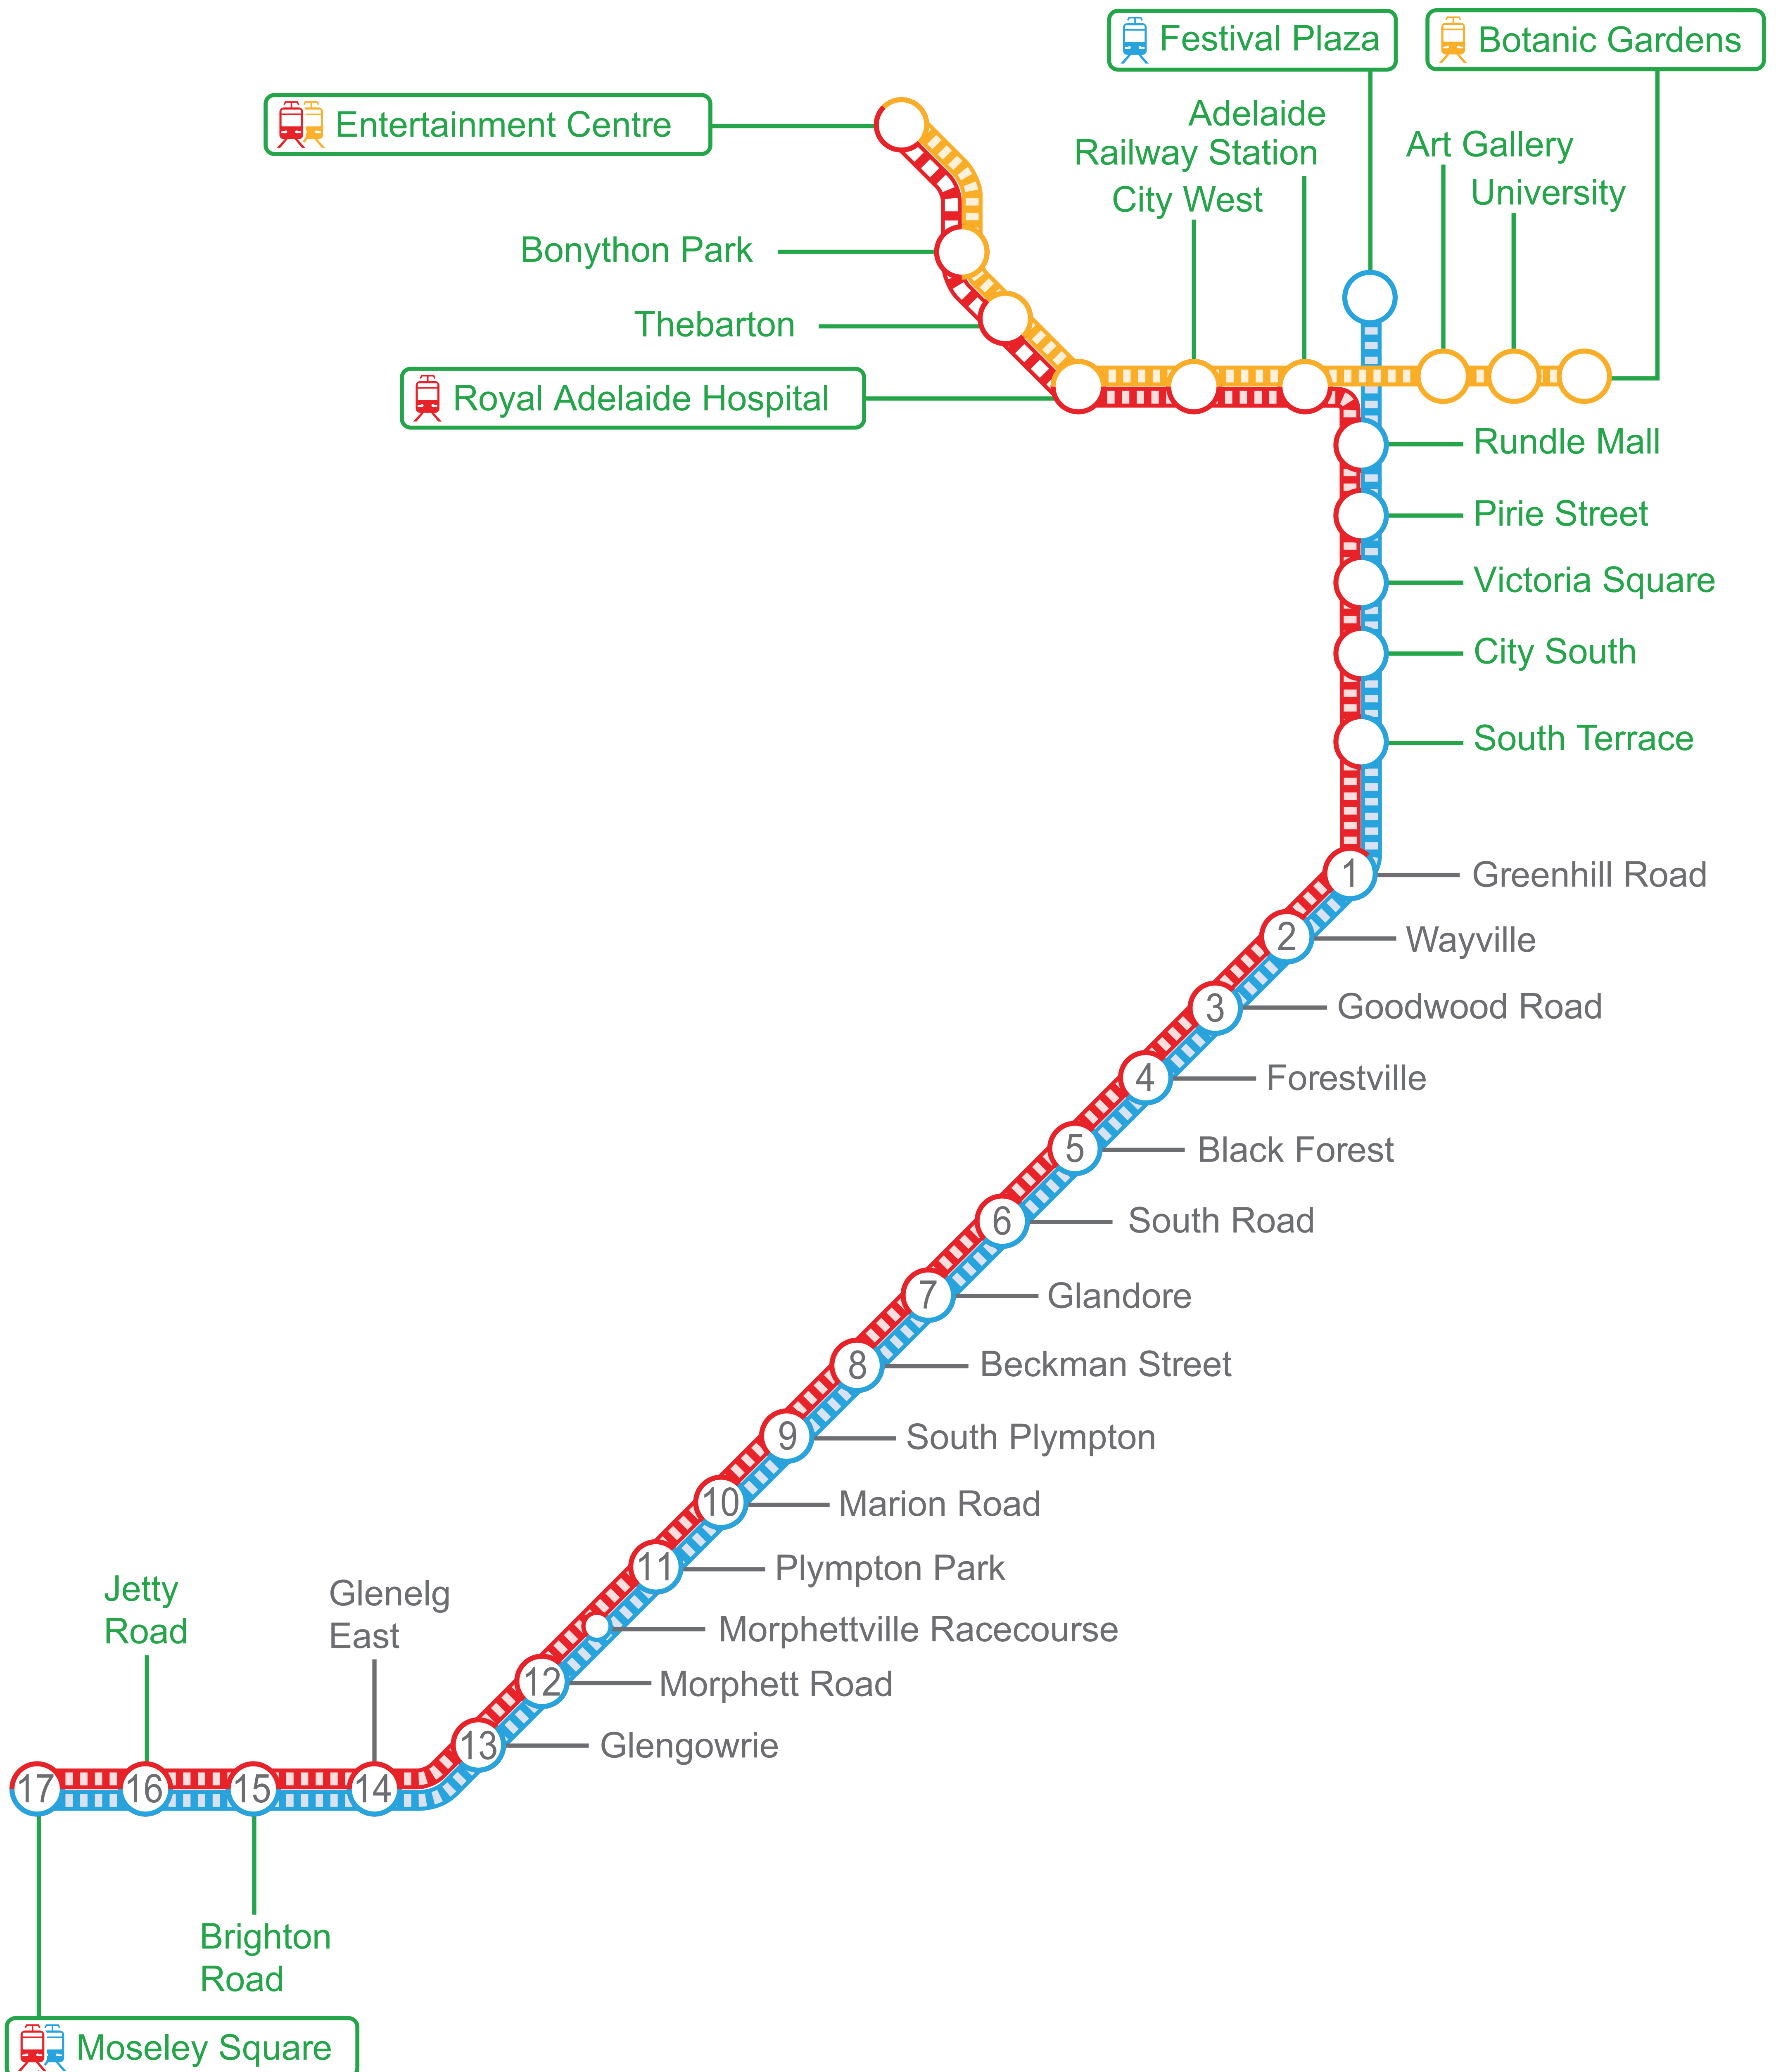 Festival Plaza
Botanic Gardens
Entertainment Centre
Adelaide
Railway Station
City West
Art Gallery
University
Bonython Park
Thebarton
Royal Adelaide Hospital
Rundle Mall
Pirie Street
Victoria Square
City South
South Terrace
1 Greenhill Road
2 Wayville
3 Goodwood Road
4 Forestville
5 Black Forest
6 South Road
7 Glandore
8 Beckman Street
9 South Plympton
10 Marion Road
11 Plympton Park
Morphettville Racecourse
12 Morphett Road
13 Glengowrie
Jetty
Road
Glenelg
East
17 16 15 14
Brighton
Road
Moseley Square